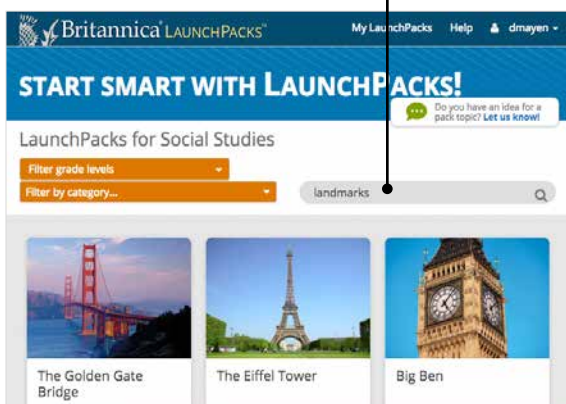 Britannica LAUNCHPACKS™
My LaunchPacks Help dmayen
START SMART WITH LAUNCHPACKS!
Do you have an idea for a
pack topic? Let us know!
LaunchPacks for Social Studies
Filter grade levels
Filter by category...
landmarks
The Golden Gate
Bridge
The Eiffel Tower
Big Ben